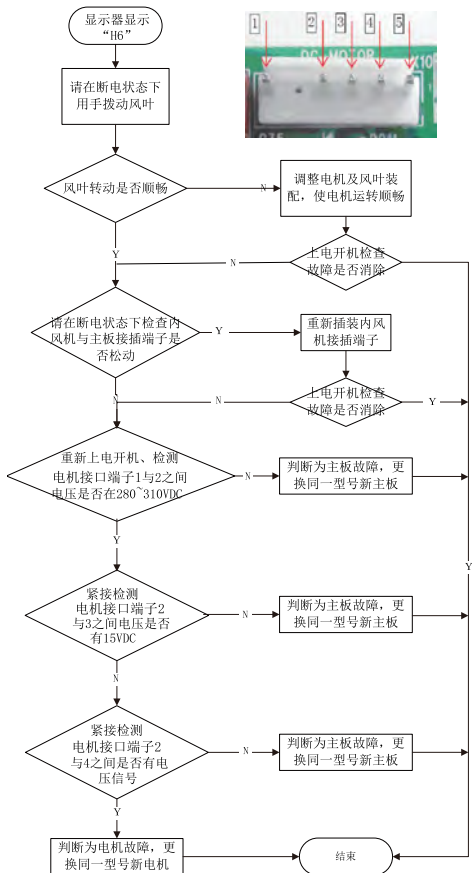 显示器显示
“H6”
1
2
3
4
5
DC-MOTOR
X10
请在断电状态下
用手拨动风叶
风叶转动是否顺畅
N
调整电机及风叶装
配，使电机运转顺畅
Y
上电开机检查
故障是否消除
N
请在断电状态下检查内
风机与主板接插端子是
否松动
Y
重新插装内风
机接插端子
N
上电开机检查
故障是否消除
N
Y
重新上电开机、检测
电机接口端子1与2之间
电压是否在280~310VDC
N
判断为主板故障，更
换同一型号新主板
Y
Y
紧接检测
电机接口端子2
与3之间电压是否
有15VDC
N
判断为主板故障，更
换同一型号新主板
N
紧接检测
电机接口端子2
与4之间是否有电
压信号
N
判断为主板故障，更
换同一型号新主板
Y
判断为电机故障，更
换同一型号新电机
结束